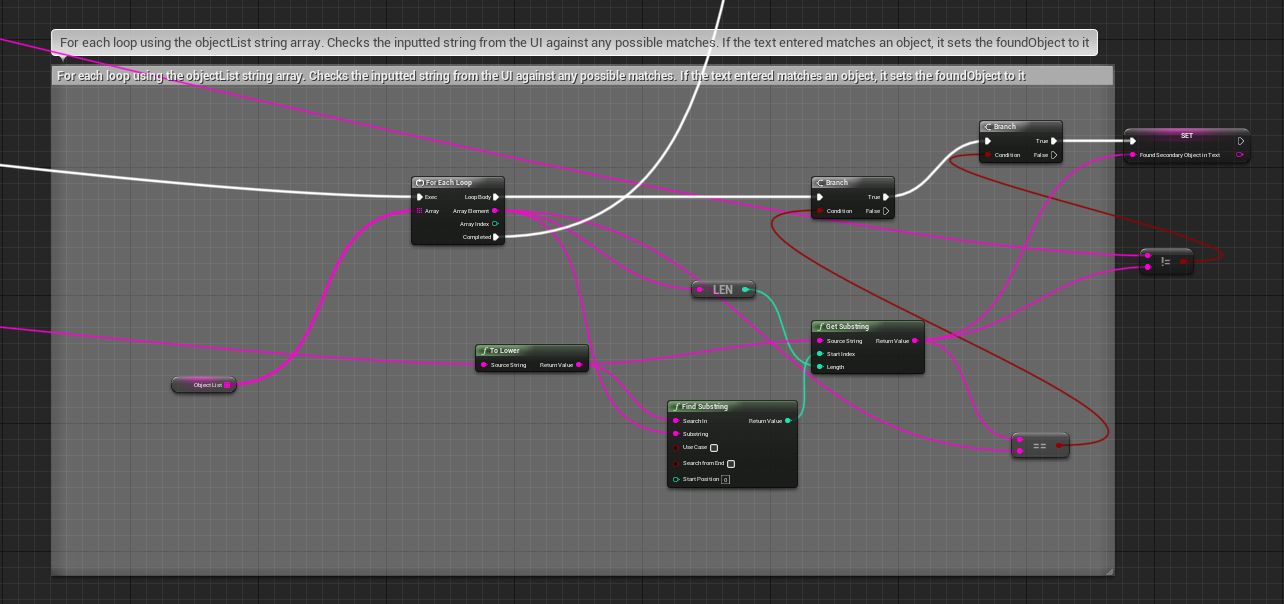 For each loop using the objectList string array. Checks the inputted string from the UI against any possible matches. If the text entered matches an object, it sets the foundObject to it
For each loop using the objectList string array. Checks the inputted string from the UI against any possible matches. If the text entered matches an object, it sets the foundObject to it
Branch
True
Condition False
SET
Found Secondary Object in Text
For Each Loop
Exec Loop Body
Array Array Element
Array Index
Completed
Branch
True
Condition False
!=
LEN
Get Substring
Source String Return Value
Start Index
Length
To Lower
Source String Return Value
Object List
Find Substring
Search In Return Value
Substring
Use Case
Search from End
Start Position 0
==